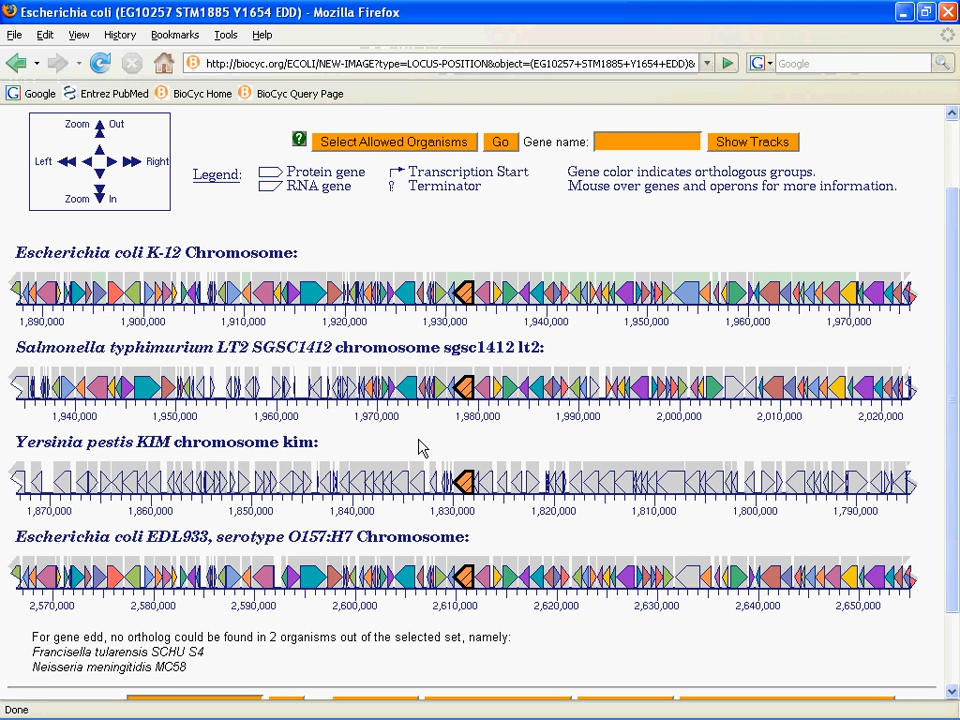 Escherichia coli (EG10257 STM1885 Y1654 EDD) - Mozilla Firefox
File Edit View History Bookmarks Tools Help
http://biocyc.org/ECOLI/NEW-IMAGE?type=LOCUS-POSITION&object=(EG10257+STM1885+Y1654+EDD)& Google
Google Entrez PubMed BioCyc Home BioCyc Query Page
Zoom Out
Left Right
Zoom In
? Select Allowed Organisms Go Gene name: Show Tracks
Legend: Protein gene Transcription Start Gene color indicates orthologous groups.
RNA gene Terminator Mouse over genes and operons for more information.
Escherichia coli K-12 Chromosome:
1,890,000 1,900,000 1,910,000 1,920,000 1,930,000 1,940,000 1,950,000 1,960,000 1,970,000
Salmonella typhimurium LT2 SGSC1412 chromosome sgsc1412 lt2:
1,940,000 1,950,000 1,960,000 1,970,000 1,980,000 1,990,000 2,000,000 2,010,000 2,020,000
Yersinia pestis KIM chromosome kim:
1,870,000 1,860,000 1,850,000 1,840,000 1,830,000 1,820,000 1,810,000 1,800,000 1,790,000
Escherichia coli EDL933, serotype O157:H7 Chromosome:
2,570,000 2,580,000 2,590,000 2,600,000 2,610,000 2,620,000 2,630,000 2,640,000 2,650,000
For gene edd, no ortholog could be found in 2 organisms out of the selected set, namely:
Francisella tularensis SCHU S4
Neisseria meningitidis MC58
Done